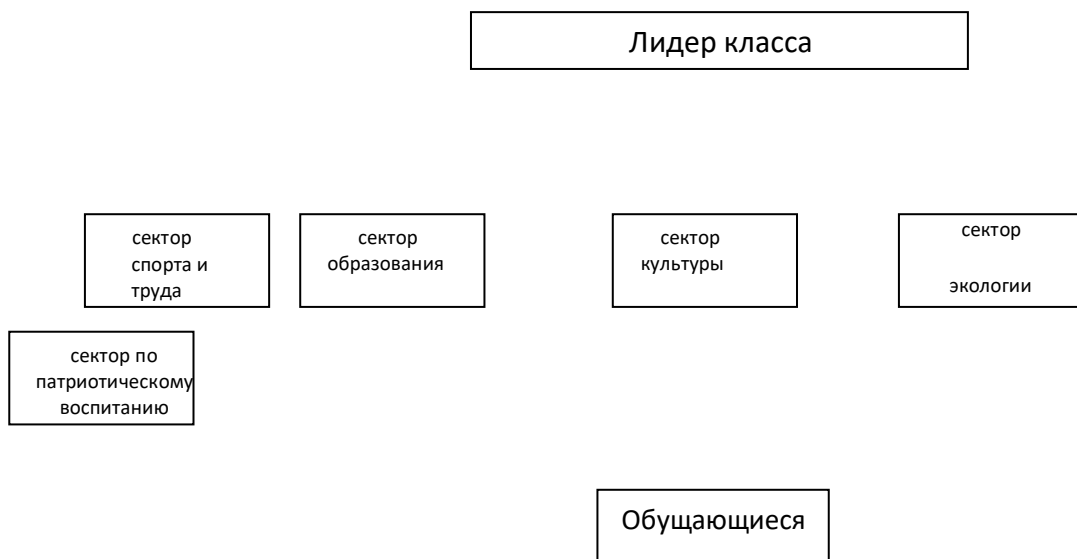 Лидер класса
сектор
спорта и
труда
сектор
образования
сектор
культуры
сектор
экологии
сектор по
патриотическому
воспитанию
Обущающиеся